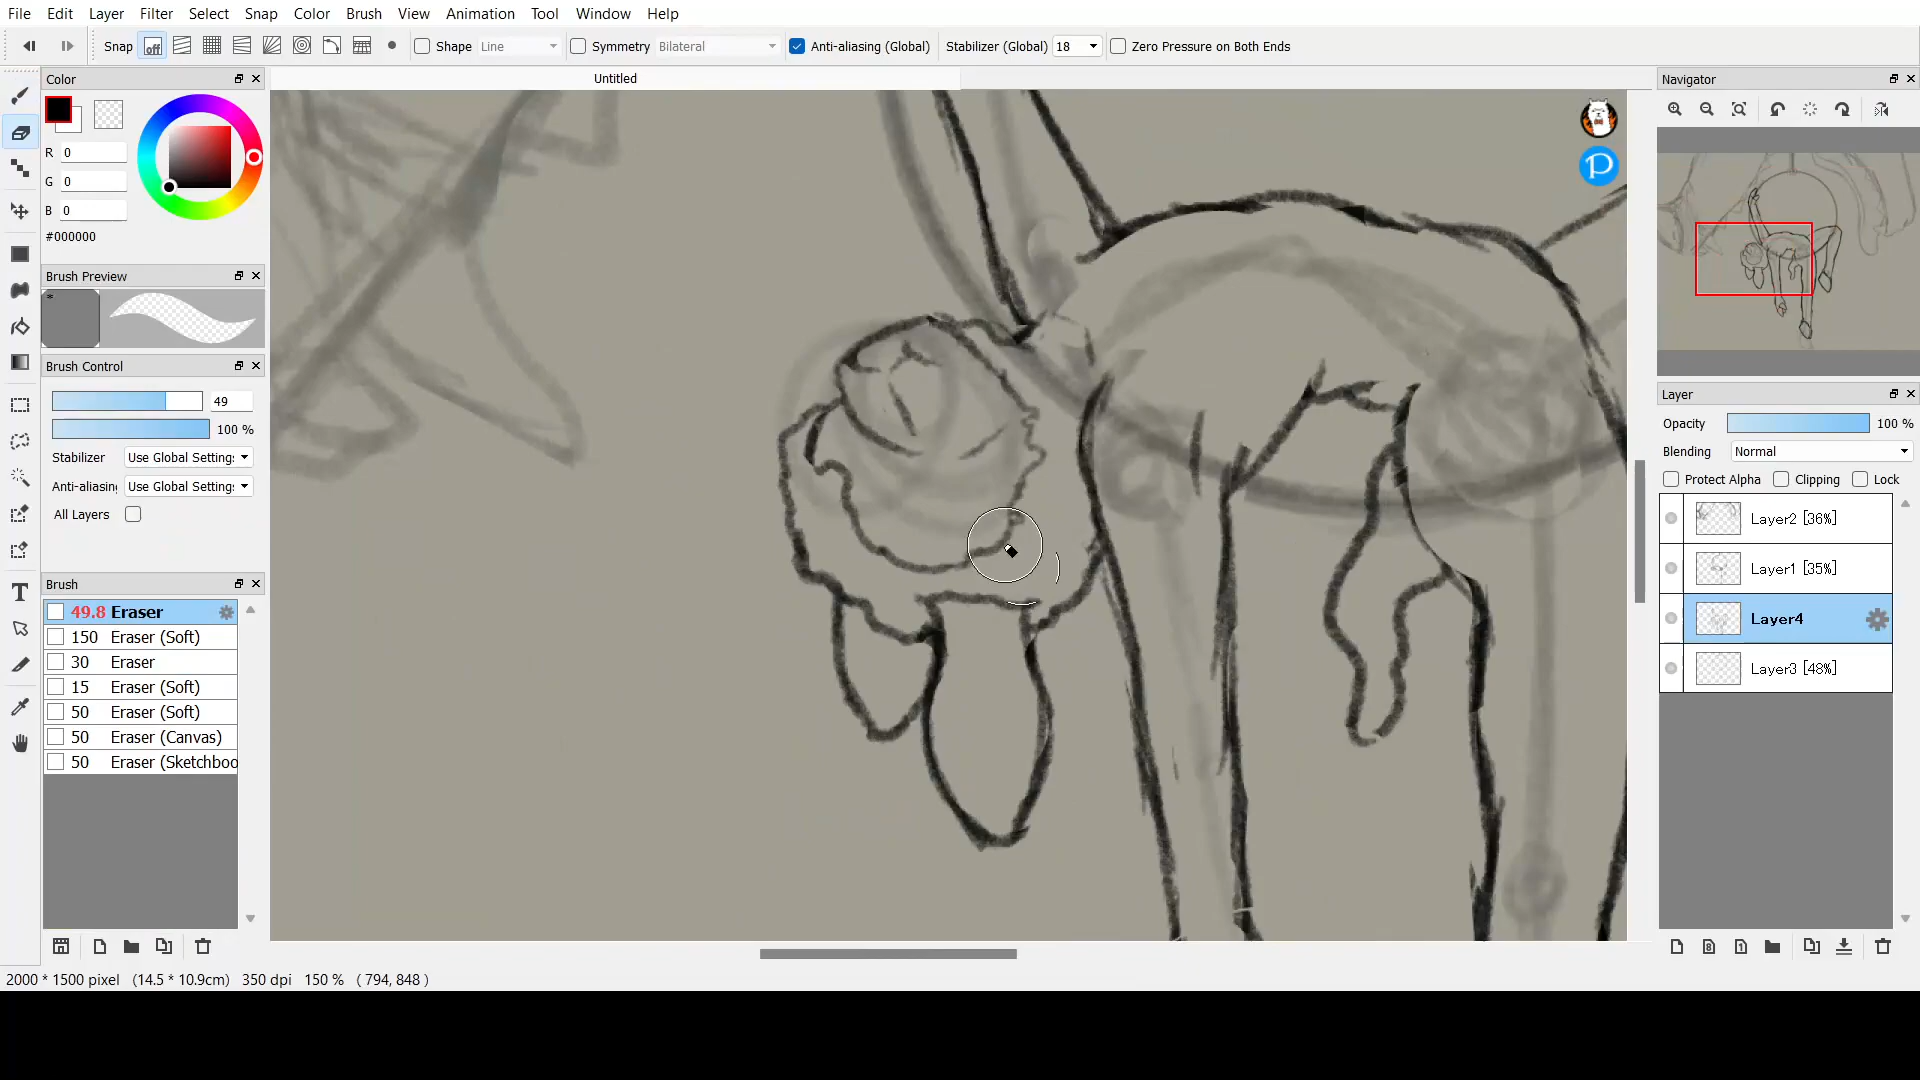 File Edit Layer Filter Select Snap Color Brush View Animation Tool Window Help
Snap off Shape Line Symmetry Bilateral Anti-aliasing (Global) Stabilizer (Global) 18 Zero Pressure on Both Ends
Color
Untitled
Navigator
R 0
G 0
B 0
#000000
Brush Preview
*
Brush Control
49
100 %
Stabilizer Use Global Setting:
Anti-aliasing Use Global Setting:
All Layers
Brush
49.8 Eraser
150 Eraser (Soft)
30 Eraser
15 Eraser (Soft)
50 Eraser (Soft)
50 Eraser (Canvas)
50 Eraser (Sketchboo
P
Layer
Opacity 100 %
Blending Normal
Protect Alpha Clipping Lock
Layer2 [36%]
Layer1 [35%]
Layer4
Layer3 [48%]
8 1
2000 * 1500 pixel (14.5 * 10.9cm) 350 dpi 150 % ( 794, 848 )